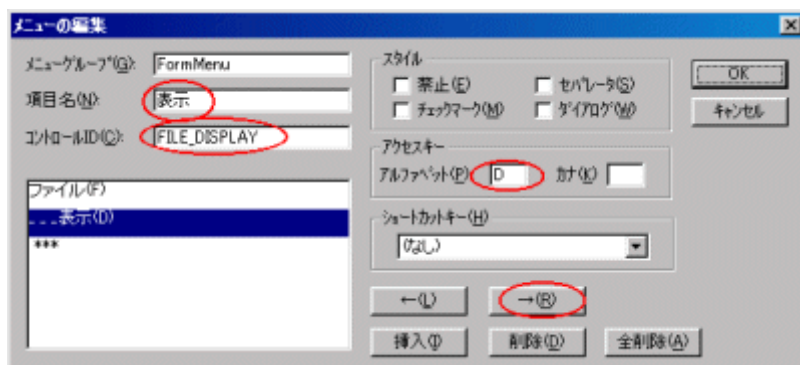 メニューの編集
メニューグループ(G): FormMenu
項目名(N): 表示
コントロールID(C): FILE_DISPLAY
ファイル(F)
...表示(D)
***
スタイル
禁止(E) セパレータ(S)
チェックマーク(M) ダイアログ(W)
アクセスキー
アルファベット(P) D カナ(K)
ショートカットキー(H)
(なし)
←(L) →(R)
挿入(I) 削除(D) 全削除(A)
OK
キャンセル